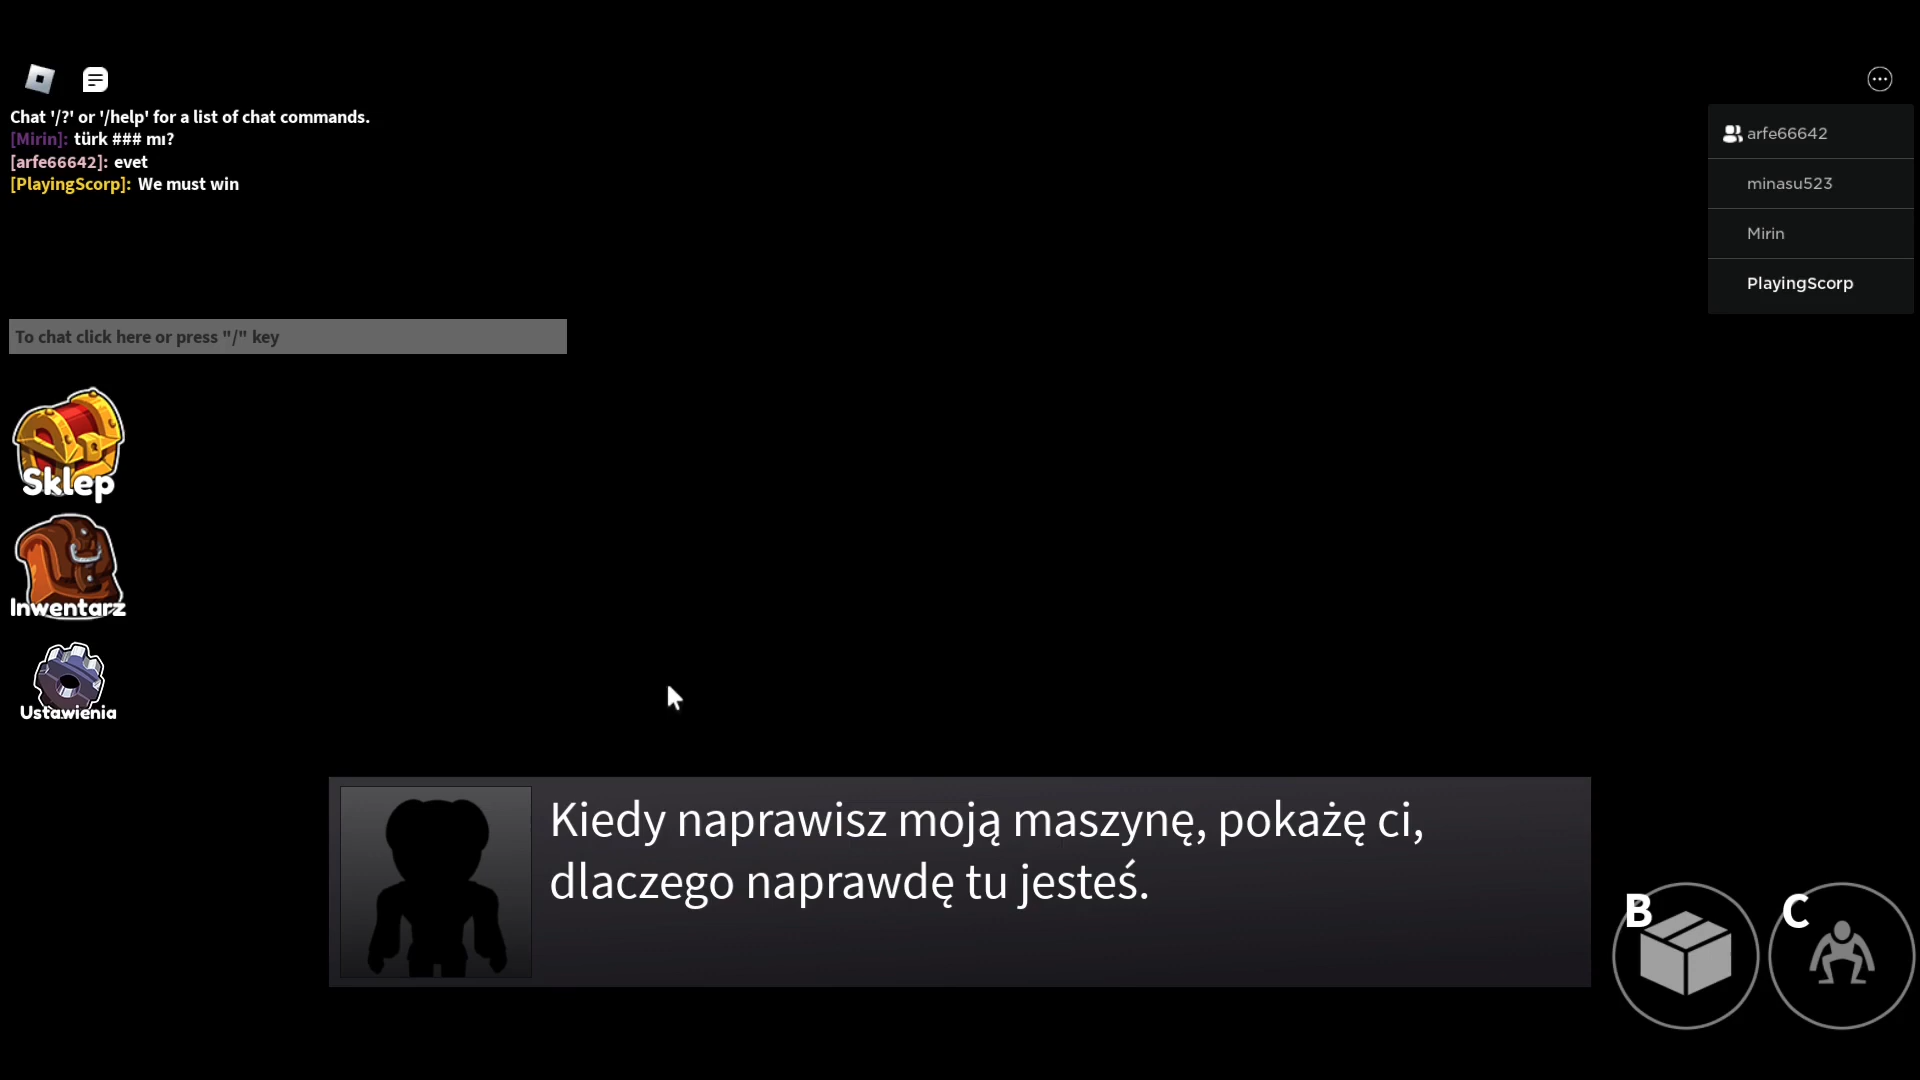 Chat '/?' or '/help' for a list of chat commands.
[Mirin]: türk ### mı?
[arfe66642]: evet
[PlayingScorp]: We must win
To chat click here or press "/" key
arfe66642
minasu523
Mirin
PlayingScorp
Sklep
Inwentarz
Ustawienia
Kiedy naprawisz moją maszynę, pokażę ci,
dlaczego naprawdę tu jesteś.
B
C